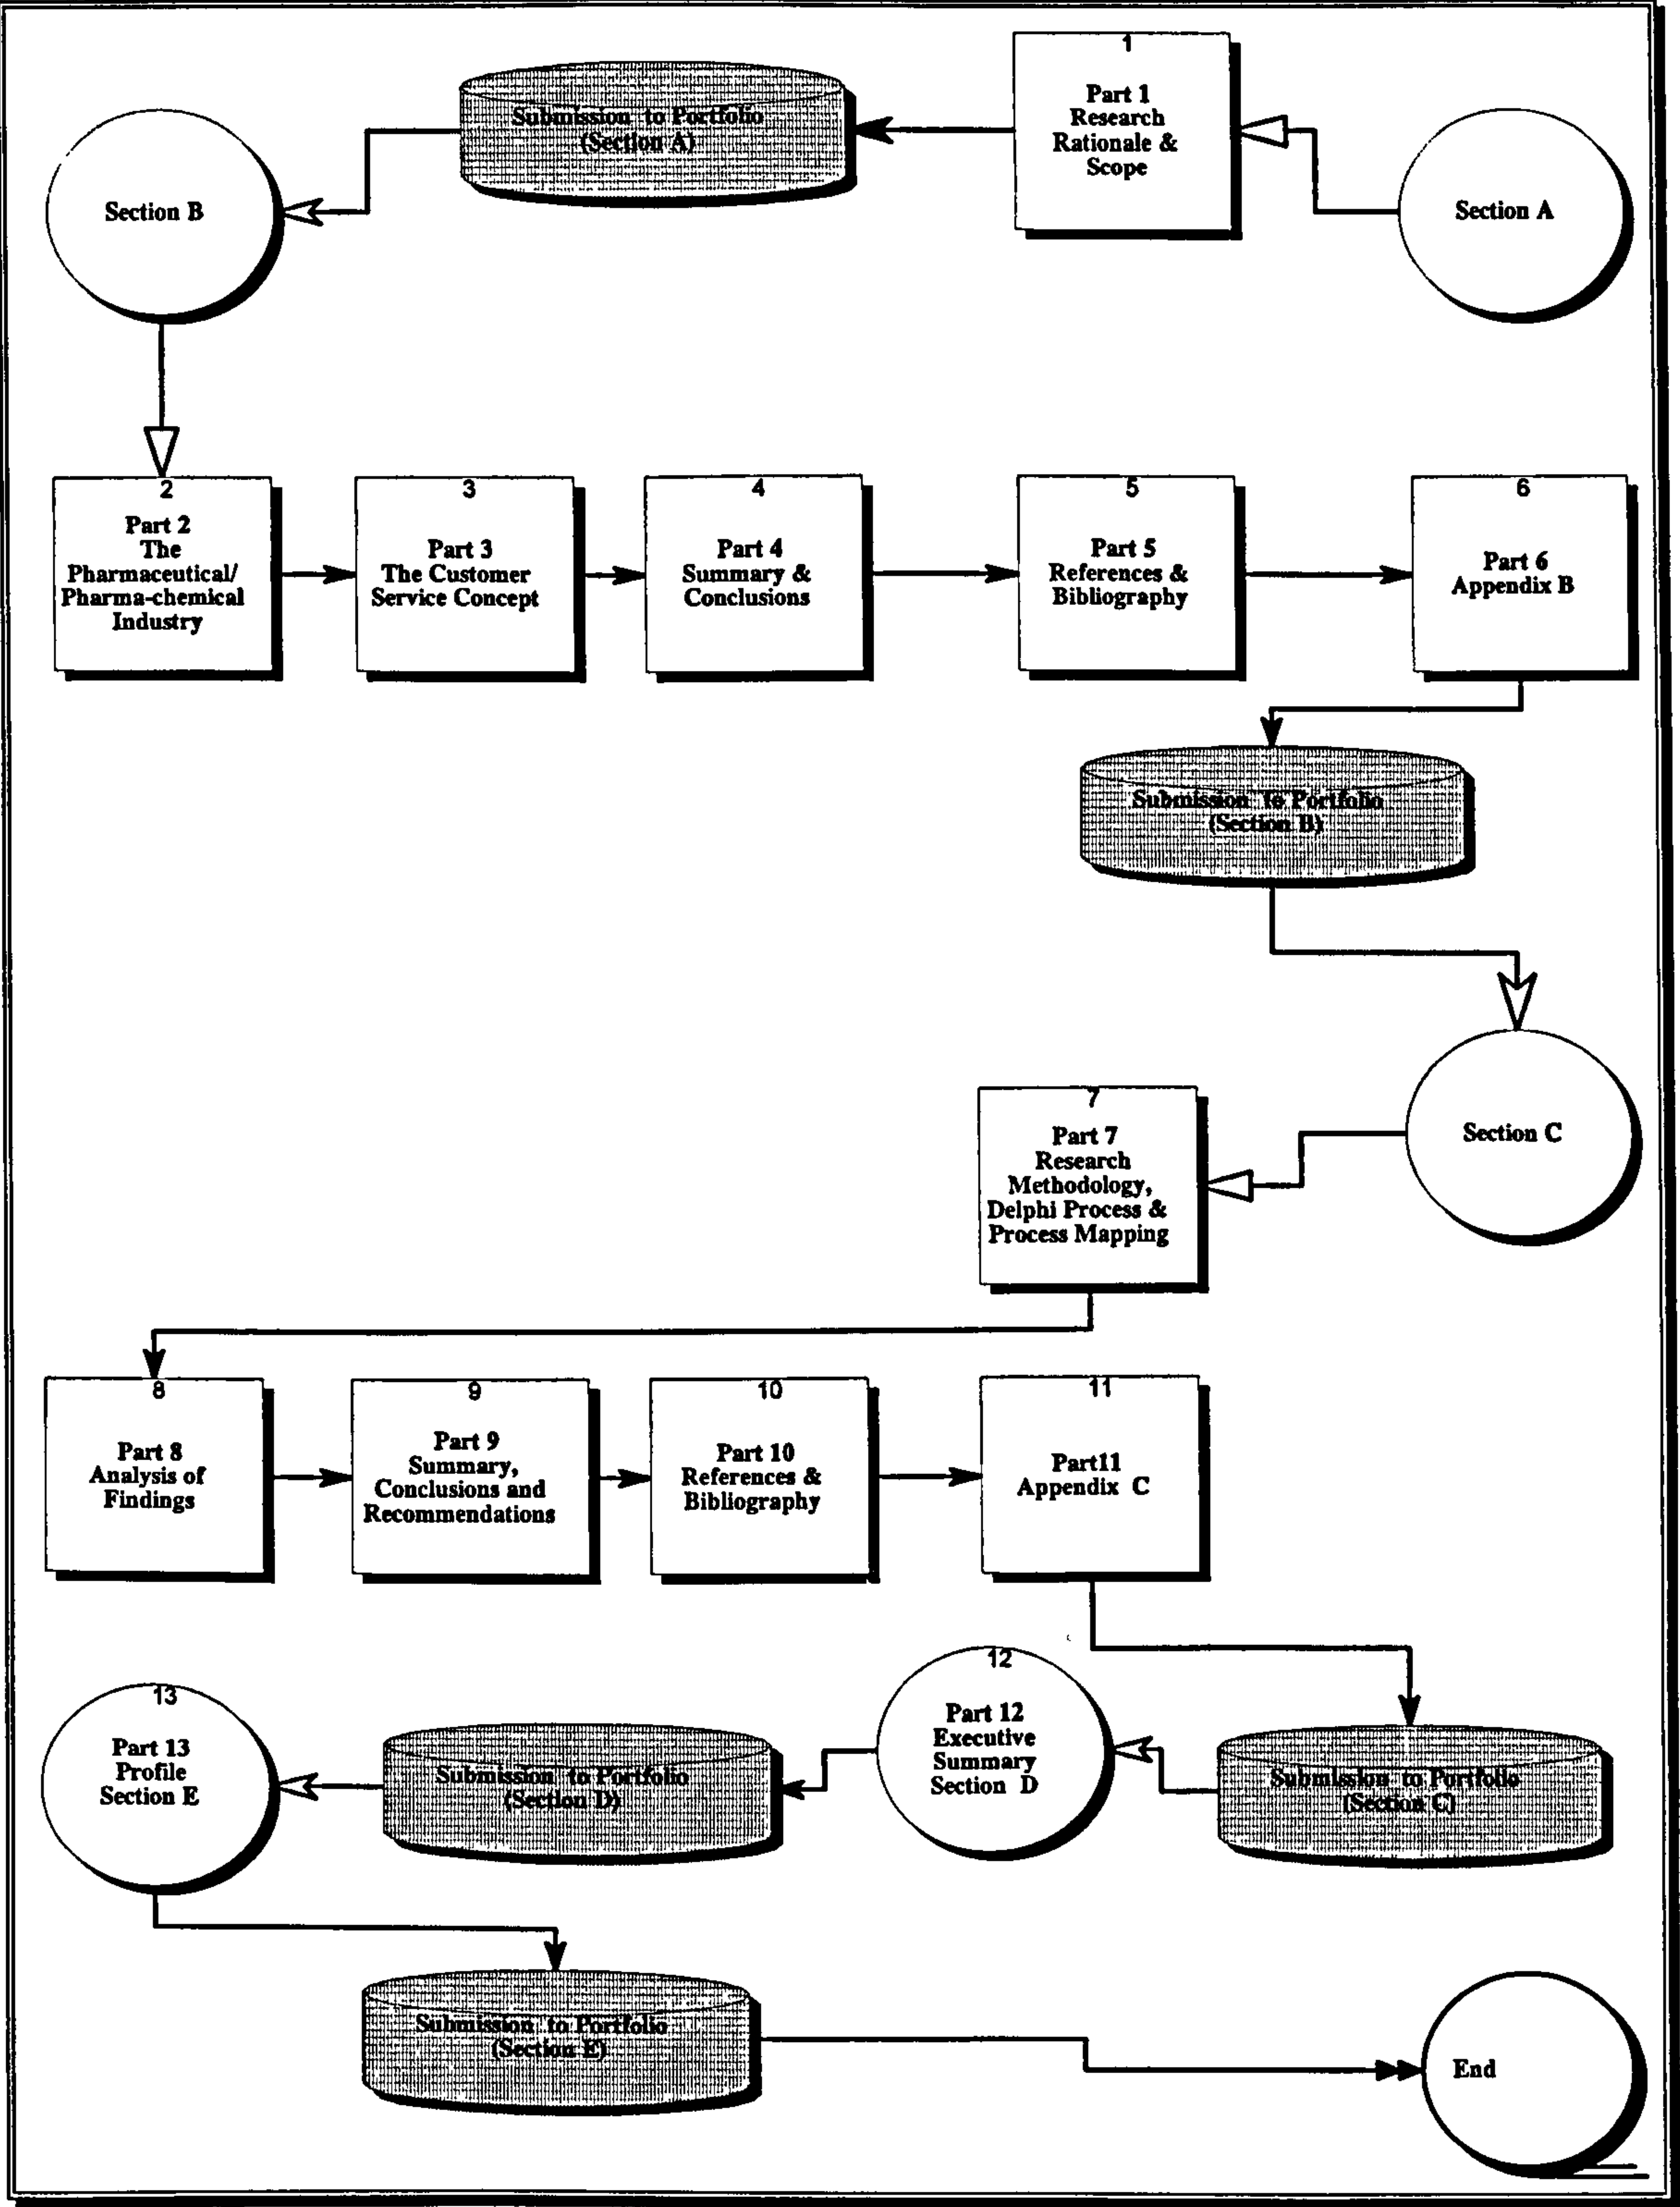 1
Part 1
Research
Rationale &
Scope
Submission to Portfolio
(Section A)
Section B
Section A
2
Part 2
The
Pharmaceutical/
Pharma-chemical
Industry
3
Part 3
The Customer
Service Concept
4
Part 4
Summary &
Conclusions
5
Part 5
References &
Bibliography
6
Part 6
Appendix B
Submission to Portfolio
(Section B)
Section C
7
Part 7
Research
Methodology,
Delphi Process &
Process Mapping
8
Part 8
Analysis of
Findings
9
Part 9
Summary,
Conclusions and
Recommendations
10
Part 10
References &
Bibliography
11
Part11
Appendix C
12
Part 12
Executive
Summary
Section D
13
Part 13
Profile
Section E
Submission to Portfolio
(Section D)
Submission to Portfolio
(Section C)
Submission to Portfolio
(Section E)
End